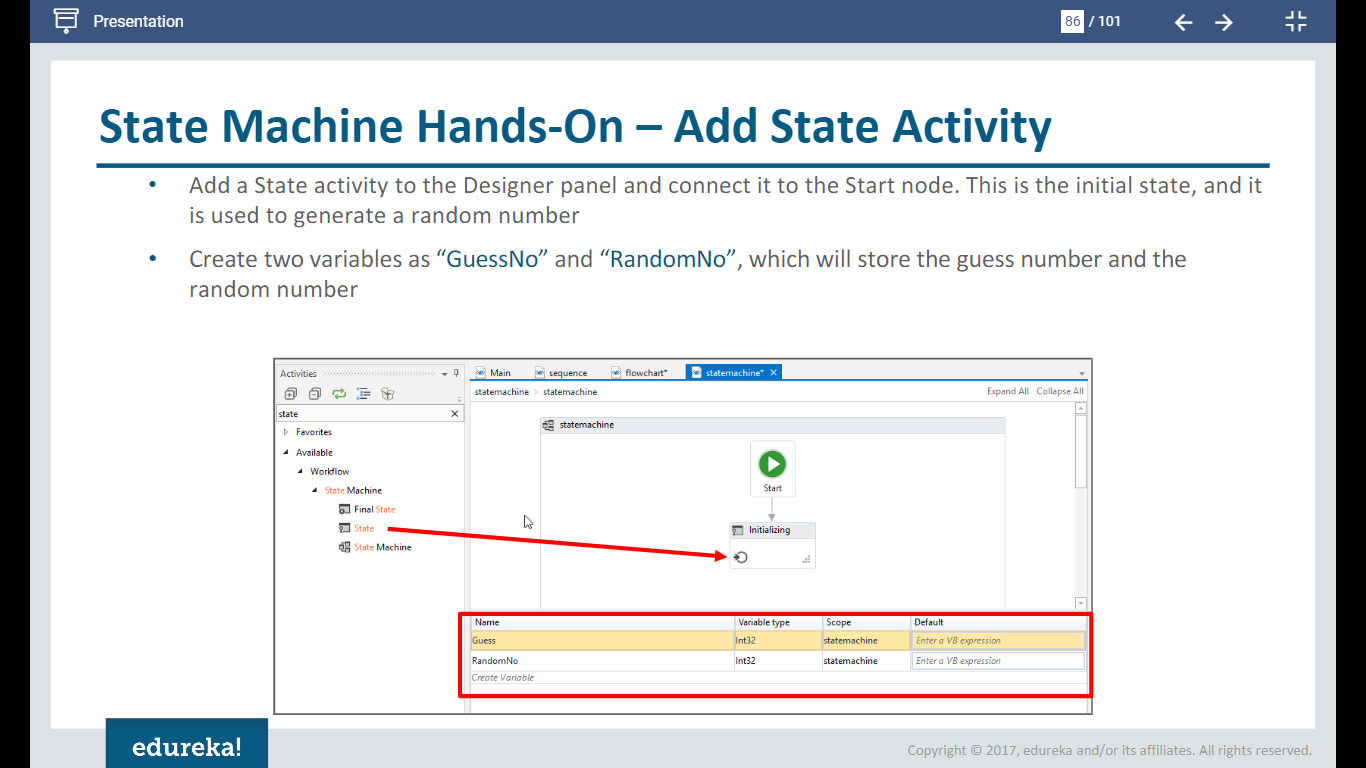 Presentation
86 / 101
State Machine Hands-On – Add State Activity
• Add a State activity to the Designer panel and connect it to the Start node. This is the initial state, and it
is used to generate a random number
• Create two variables as “GuessNo” and “RandomNo”, which will store the guess number and the
random number
Activities
Main sequence flowchart* statemachine*
statemachine > statemachine Expand All Collapse All
state
Favorites
Available
Workflow
State Machine
Final State
State
State Machine
statemachine
Start
Initializing
Name Variable type Scope Default
Guess Int32 statemachine Enter a VB expression
RandomNo Int32 statemachine Enter a VB expression
Create Variable
edureka!
Copyright © 2017, edureka and/or its affiliates. All rights reserved.